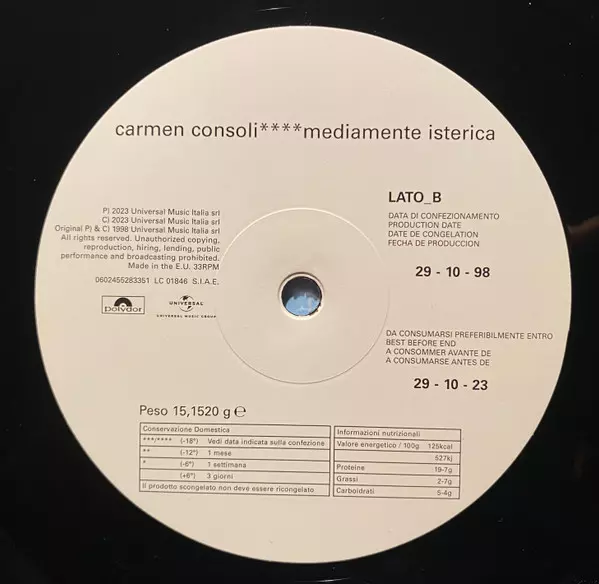 carmen consoli****mediamente isterica
P) 2023 Universal Music Italia srl
C) 2023 Universal Music Italia srl
Original P) & C) 1998 Universal Music Italia srl
All rights reserved. Unauthorized copying,
reproduction, hiring, lending, public
performance and broadcasting prohibited.
Made in the E.U. 33RPM
0602455283351 LC 01846 S.I.A.E.
polydor
UNIVERSAL
UNIVERSAL MUSIC GROUP
LATO_B
DATA DI CONFEZIONAMENTO
PRODUCTION DATE
DATE DE CONGELATION
FECHA DE PRODUCCION
29 - 10 - 98
DA CONSUMARSI PREFERIBILMENTE ENTRO
BEST BEFORE END
A CONSOMMER AVANTE DE
A CONSUMARSE ANTES DE
29 - 10 - 23
Peso 15,1520 g ℮
Conservazione Domestica
***/**** (-18°) Vedi data indicata sulla confezione
** (-12°) 1 mese
* (-6°) 1 settimana
(+6°) 3 giorni
Il prodotto scongelato non deve essere ricongelato.
Informazioni nutrizionali
Valore energetico / 100g 125kcal
527kj
Proteine 19-7g
Grassi 2-7g
Carboidrati 5-4g